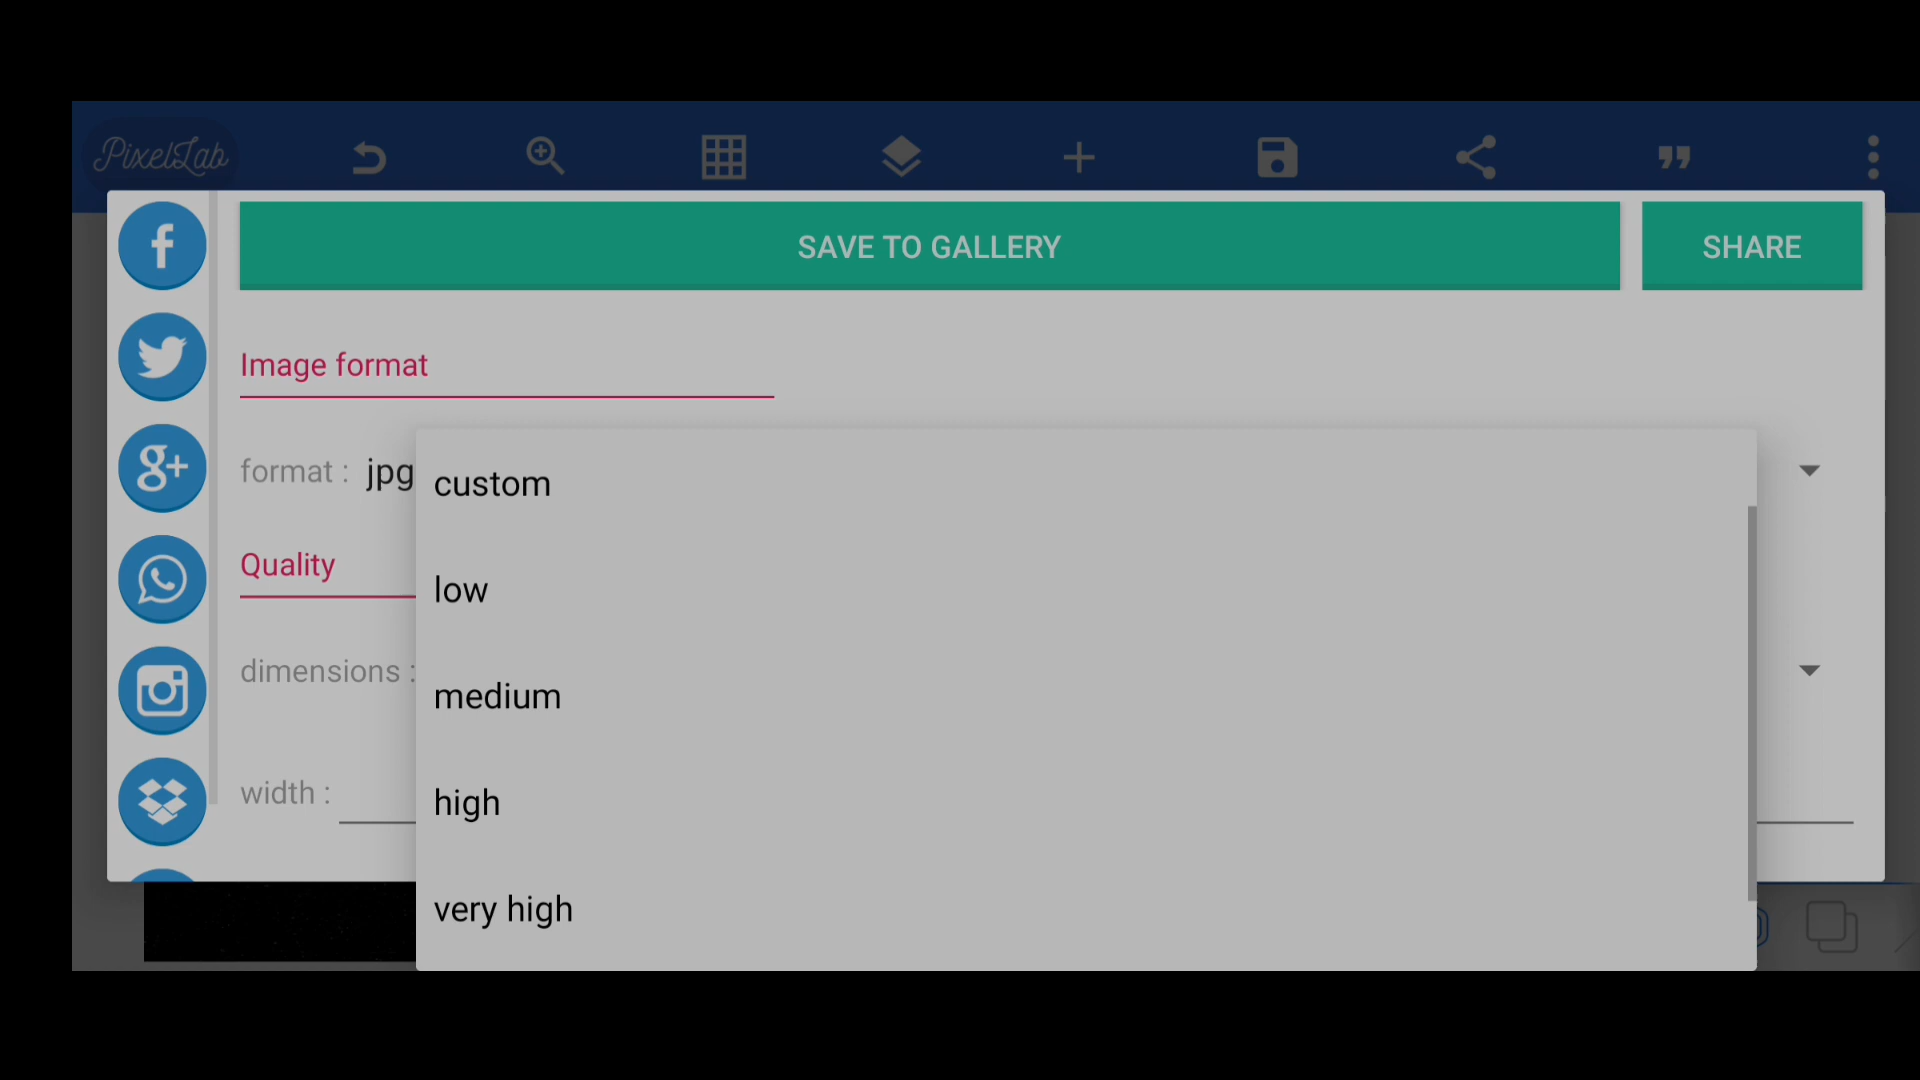 PixelLab
SAVE TO GALLERY
SHARE
Image format
format : jpg
custom
low
medium
high
very high
Quality
dimensions :
width :